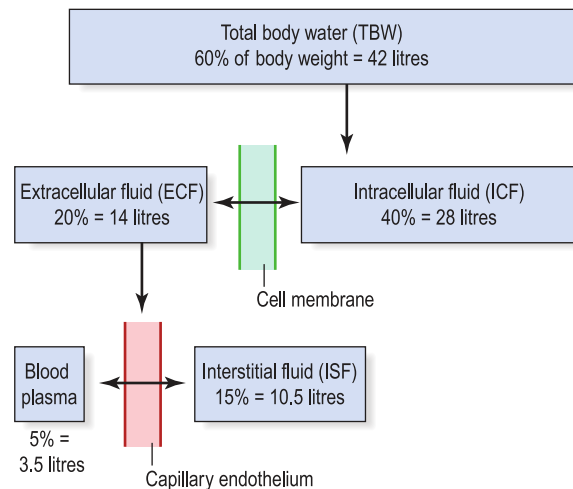 Total body water (TBW)
60% of body weight = 42 litres
Extracellular fluid (ECF)
20% = 14 litres
Intracellular fluid (ICF)
40% = 28 litres
Cell membrane
Blood
plasma
5% =
3.5 litres
Interstitial fluid (ISF)
15% = 10.5 litres
Capillary endothelium